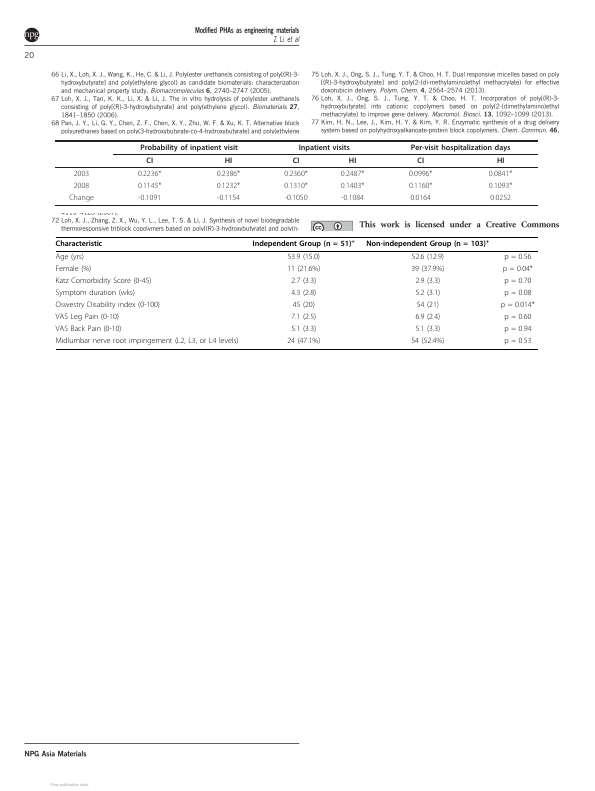 npg
Modified PHAs as engineering materials
Z Li et al
20
66 Li, X., Loh, X. J., Wang, K., He, C. & Li, J. Poly(ester urethane)s consisting of poly[(R)-3-
hydroxybutyrate] and poly(ethylene glycol) as candidate biomaterials: characterization
and mechanical property study. Biomacromolecules 6, 2740–2747 (2005).
67 Loh, X. J., Tan, K. K., Li, X. & Li, J. The in vitro hydrolysis of poly(ester urethane)s
consisting of poly[(R)-3-hydroxybutyrate] and poly(ethylene glycol). Biomaterials 27,
1841–1850 (2006).
68 Pan, J. Y., Li, G. Y., Chen, Z. F., Chen, X. Y., Zhu, W. F. & Xu, K. T. Alternative block
polyurethanes based on poly(3-hydroxybutyrate-co-4-hydroxybutyrate) and poly(ethylene
75 Loh, X. J., Ong, S. J., Tung, Y. T. & Choo, H. T. Dual responsive micelles based on poly
[(R)-3-hydroxybutyrate] and poly(2-(di-methylamino)ethyl methacrylate) for effective
doxorubicin delivery. Polym. Chem. 4, 2564–2574 (2013).
76 Loh, X. J., Ong, S. J., Tung, Y. T. & Choo, H. T. Incorporation of poly[(R)-3-
hydroxybutyrate] into cationic copolymers based on poly(2-(dimethylamino)ethyl
methacrylate) to improve gene delivery. Macromol. Biosci. 13, 1092–1099 (2013).
77 Kim, H. N., Lee, J., Kim, H. Y. & Kim, Y. R. Enzymatic synthesis of a drug delivery
system based on polyhydroxyalkanoate-protein block copolymers. Chem. Commun. 46,
Probability of inpatient visit Inpatient visits Per-visit hospitalization days
CI HI CI HI CI HI
2003 0.2236* 0.2386* 0.2360* 0.2487* 0.0996* 0.0841*
2008 0.1145* 0.1232* 0.1310* 0.1403* 0.1160* 0.1093*
Change -0.1091 -0.1154 -0.1050 -0.1084 0.0164 0.0252
72 Loh, X. J., Zhang, Z. X., Wu, Y. L., Lee, T. S. & Li, J. Synthesis of novel biodegradable
thermoresponsive triblock copolymers based on poly[(R)-3-hydroxybutyrate] and poly(n-
cc
This work is licensed under a Creative Commons
Characteristic Independent Group (n = 51)+ Non-independent Group (n = 103)+
Age (yrs) 53.9 (15.0) 52.6 (12.9) p = 0.56
Female (%) 11 (21.6%) 39 (37.9%) p = 0.04*
Katz Comorbidity Score (0-45) 2.7 (3.3) 2.9 (3.3) p = 0.70
Symptom duration (wks) 4.3 (2.8) 5.2 (3.1) p = 0.08
Oswestry Disability index (0-100) 45 (20) 54 (21) p = 0.014*
VAS Leg Pain (0-10) 7.1 (2.5) 6.9 (2.4) p = 0.60
VAS Back Pain (0-10) 5.1 (3.3) 5.1 (3.3) p = 0.94
Midlumbar nerve root impingement (L2, L3, or L4 levels) 24 (47.1%) 54 (52.4%) p = 0.53
NPG Asia Materials
View publication stats